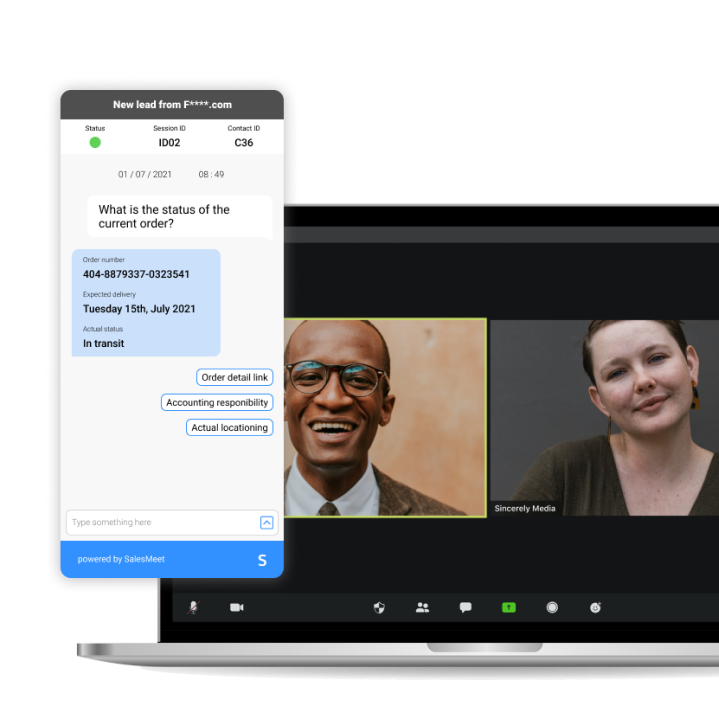 New lead from F****.com
Status Session ID Contact ID
ID02 C36
01 / 07 / 2021 08 : 49
What is the status of the
current order?
Order number
404-8879337-0323541
Expected delivery
Tuesday 15th, July 2021
Actual status
In transit
Order detail link
Accounting responibility
Actual locationing
Type something here
powered by SalesMeet
S
Sincerely Media